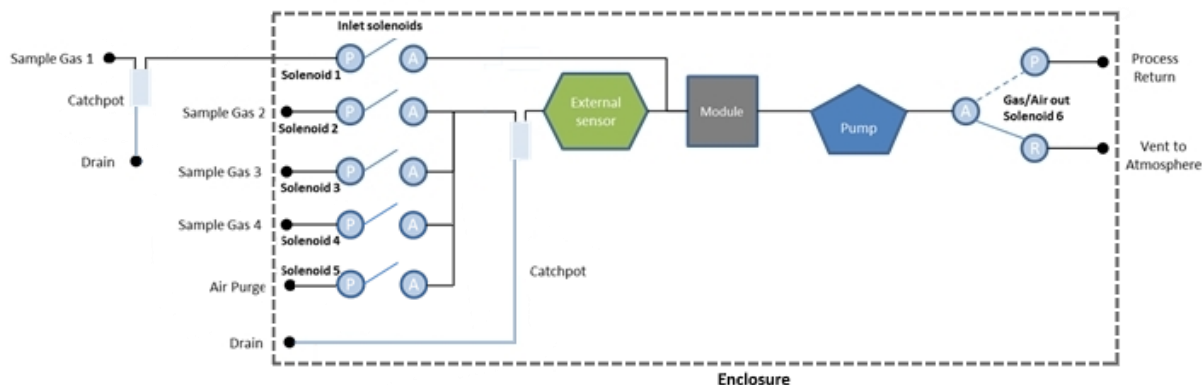 Inlet solenoids
Sample Gas 1
P
A
Solenoid 1
Catchpot
Sample Gas 2
P
A
Solenoid 2
Drain
Sample Gas 3
P
A
Solenoid 3
Sample Gas 4
P
A
Solenoid 4
Solenoid 5
Air Purge
P
A
Drain
Catchpot
External
sensor
Module
Pump
A
P
Process
Return
Gas/Air out
Solenoid 6
R
Vent to
Atmosphere
Enclosure